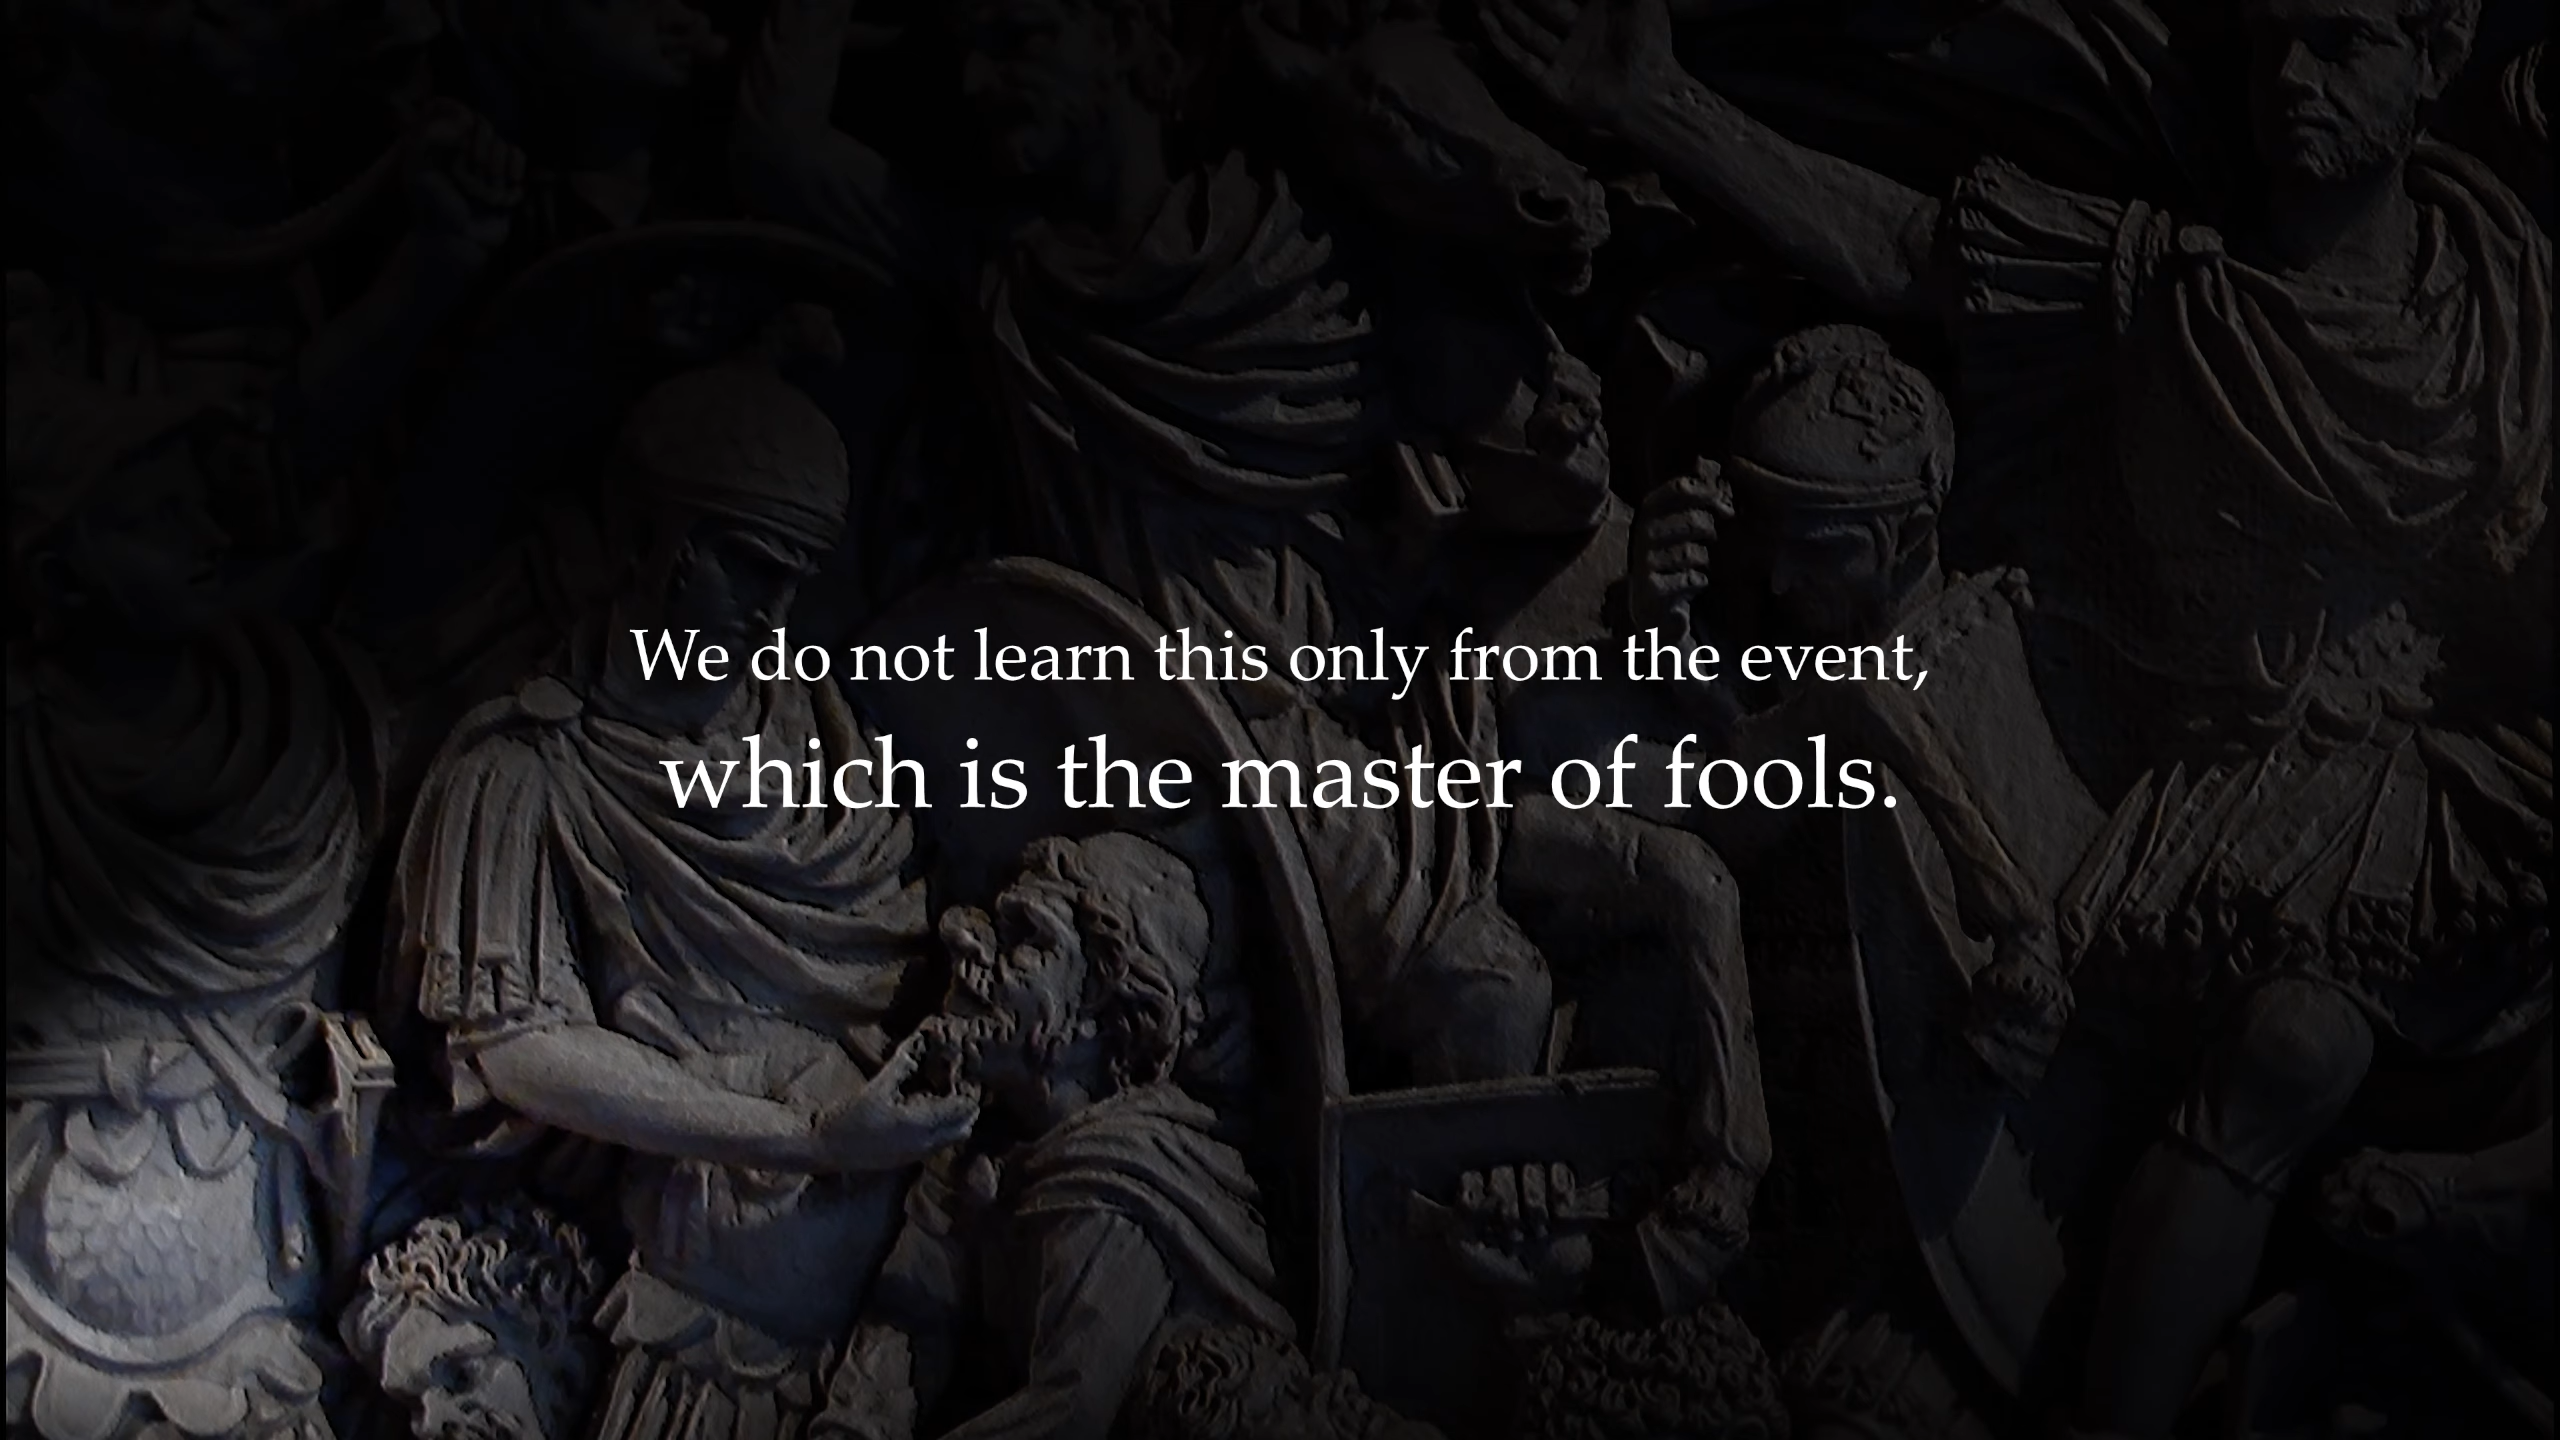 We do not learn this only from the event,
which is the master of fools.